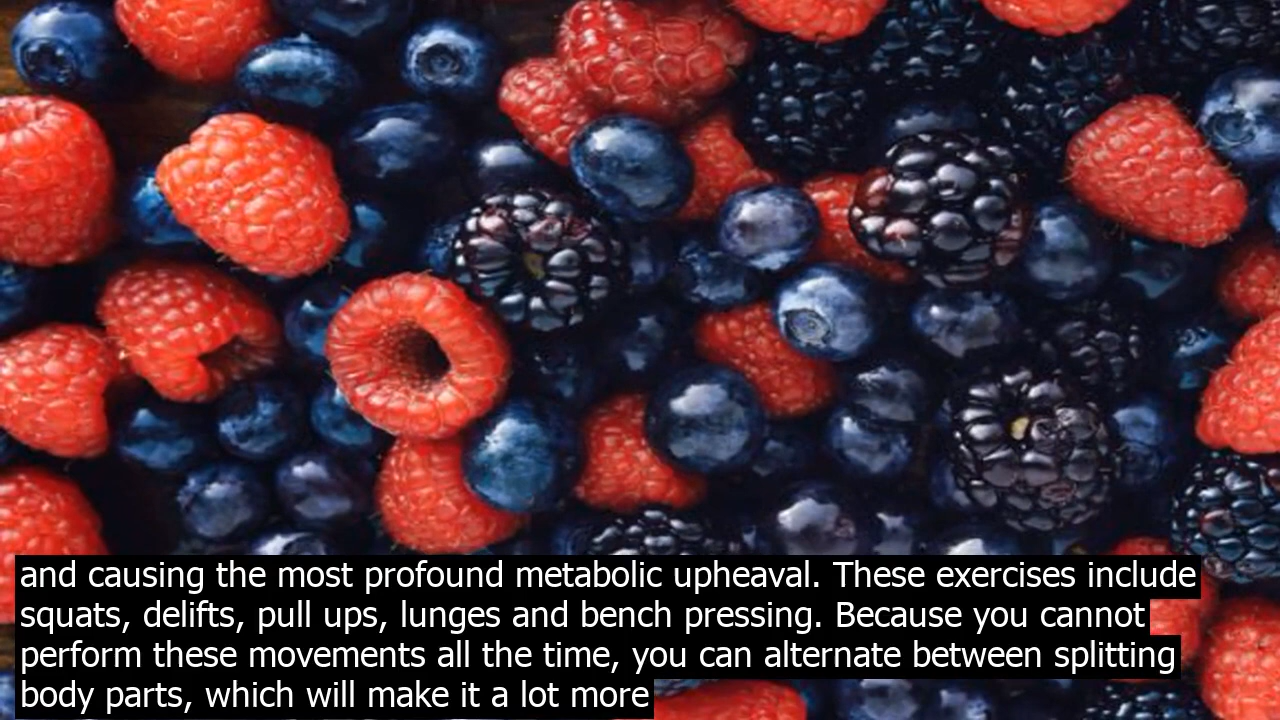 and causing the most profound metabolic upheaval. These exercises include
squats, delifts, pull ups, lunges and bench pressing. Because you cannot
perform these movements all the time, you can alternate between splitting
body parts, which will make it a lot more